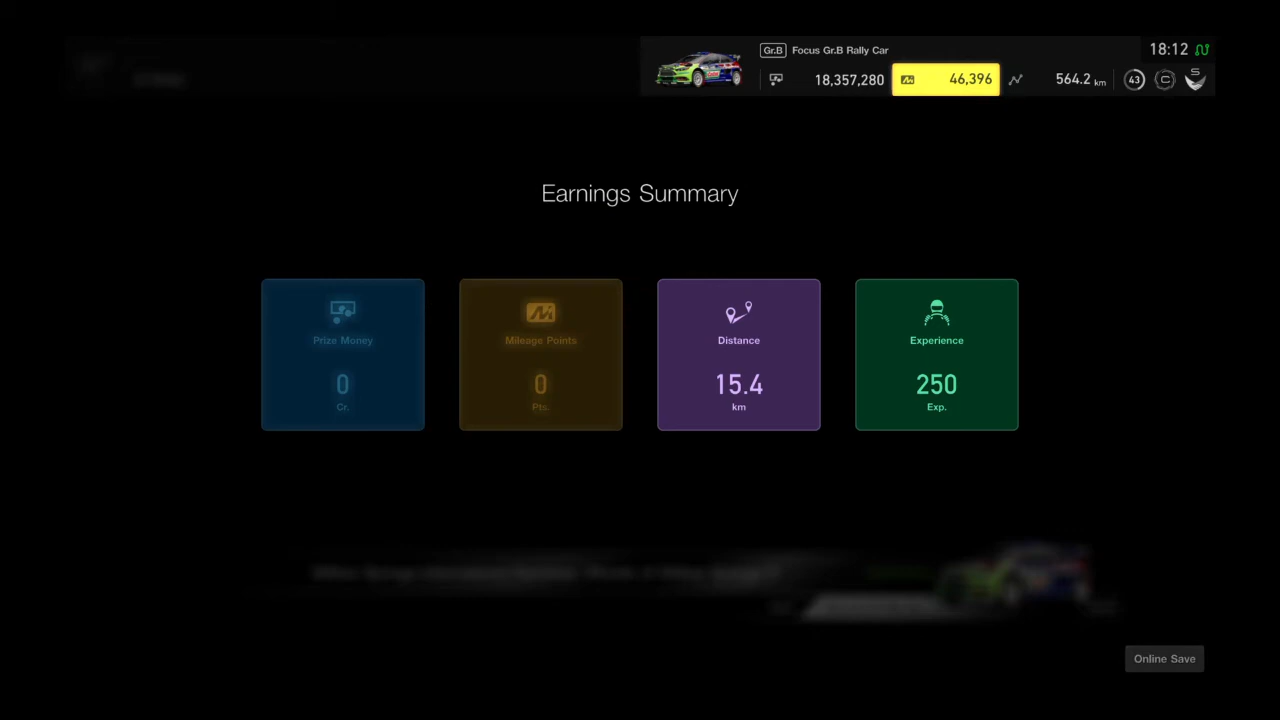 Gr.B Focus Gr.B Rally Car
18:12
18,357,280
46,396
564.2 km
43
C
S
Earnings Summary
Prize Money
0
Cr.
Mileage Points
0
Pts.
Distance
15.4
km
Experience
250
Exp.
Online Save